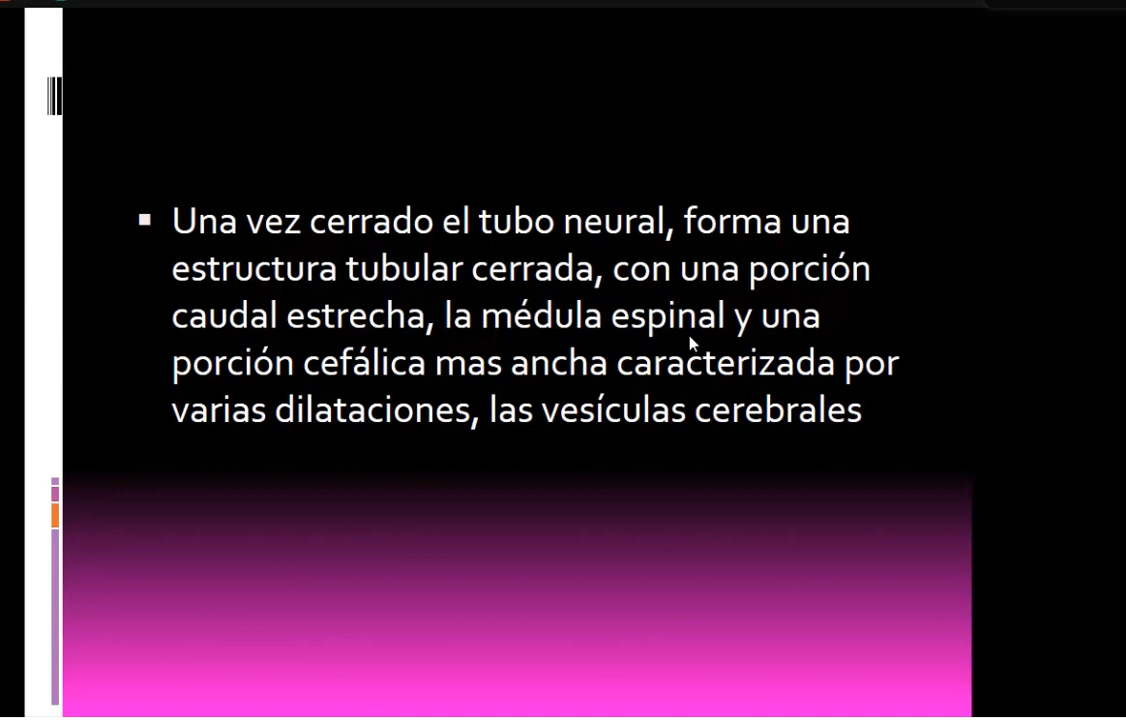 Una vez cerrado el tubo neural, forma una
estructura tubular cerrada, con una porción
caudal estrecha, la médula espinal y una
porción cefálica mas ancha caracterizada por
varias dilataciones, las vesículas cerebrales